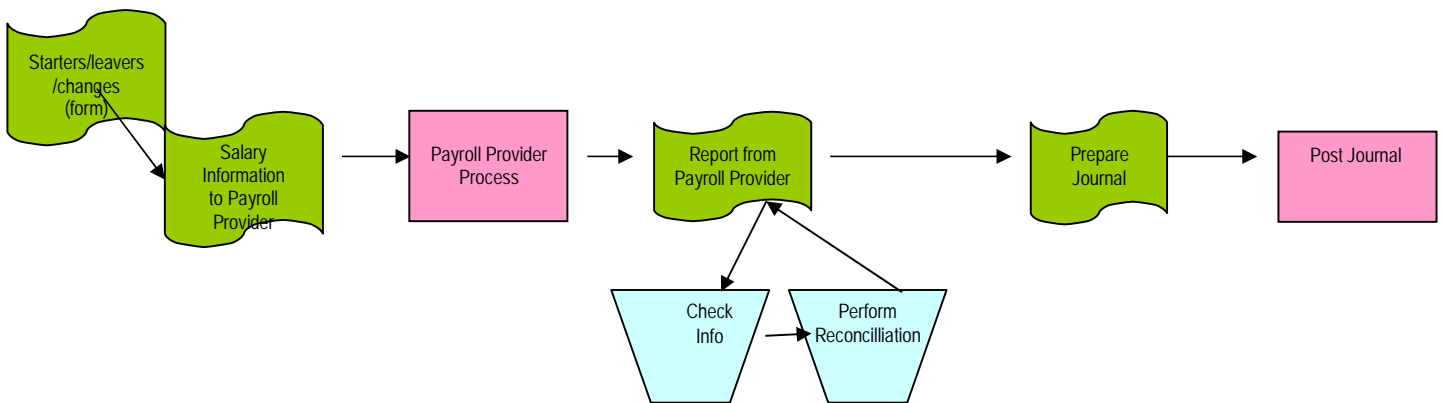 Starters/leavers
/changes
(form)
Salary
Information
to Payroll
Provider
Payroll Provider
Process
Report from
Payroll Provider
Prepare
Journal
Post Journal
Check
Info
Perform
Reconcilliation